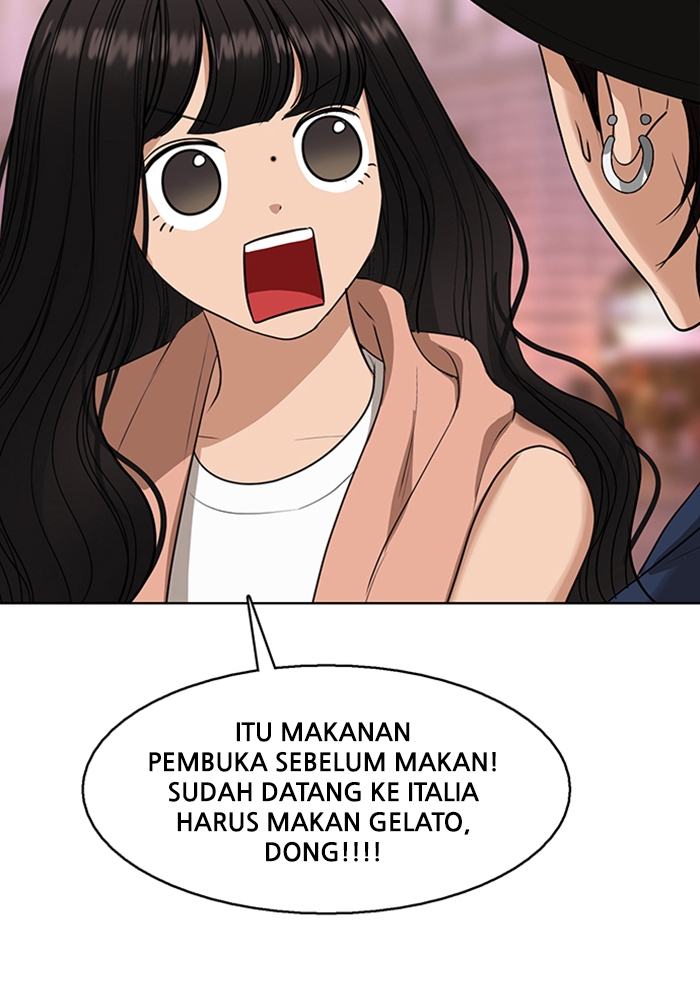 ITU MAKANAN
PEMBUKA SEBELUM MAKAN!
SUDAH DATANG KE ITALIA
HARUS MAKAN GELATO,
DONG!!!!